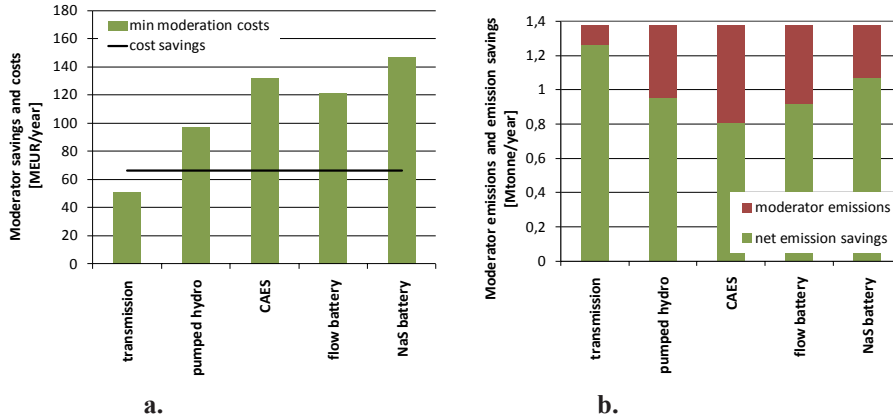 Moderator savings and costs
[MEUR/year]
180
160
140
120
100
80
60
40
20
0
min moderation costs
cost savings
transmission
pumped hydro
CAES
flow battery
NaS battery
a.
Moderator emissions and emission savings
[Mtonne/year]
1,4
1,2
1
0,8
0,6
0,4
0,2
0
moderator emissions
net emission savings
transmission
pumped hydro
CAES
flow battery
NaS battery
b.